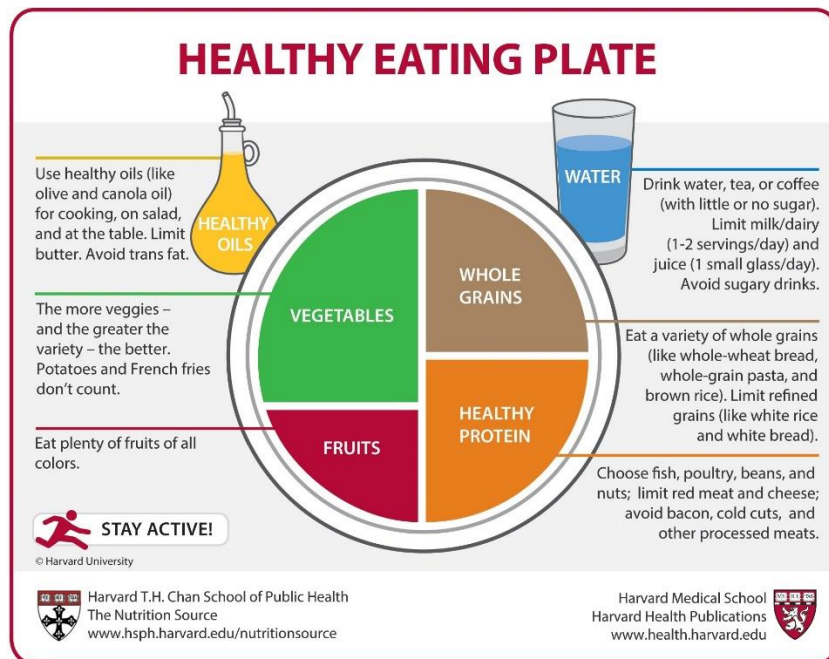 HEALTHY EATING PLATE
Use healthy oils (like
olive and canola oil)
for cooking, on salad,
and at the table. Limit
butter. Avoid trans fat.
HEALTHY
OILS
The more veggies –
and the greater the
variety – the better.
Potatoes and French fries
don't count.
Eat plenty of fruits of all
colors.
VEGETABLES
FRUITS
WHOLE
GRAINS
HEALTHY
PROTEIN
WATER
Drink water, tea, or coffee
(with little or no sugar).
Limit milk/dairy
(1-2 servings/day) and
juice (1 small glass/day).
Avoid sugary drinks.
Eat a variety of whole grains
(like whole-wheat bread,
whole-grain pasta, and
brown rice). Limit refined
grains (like white rice
and white bread).
Choose fish, poultry, beans, and
nuts; limit red meat and cheese;
avoid bacon, cold cuts, and
other processed meats.
STAY ACTIVE!
© Harvard University
Harvard T.H. Chan School of Public Health
The Nutrition Source
www.hsph.harvard.edu/nutritionsource
Harvard Medical School
Harvard Health Publications
www.health.harvard.edu